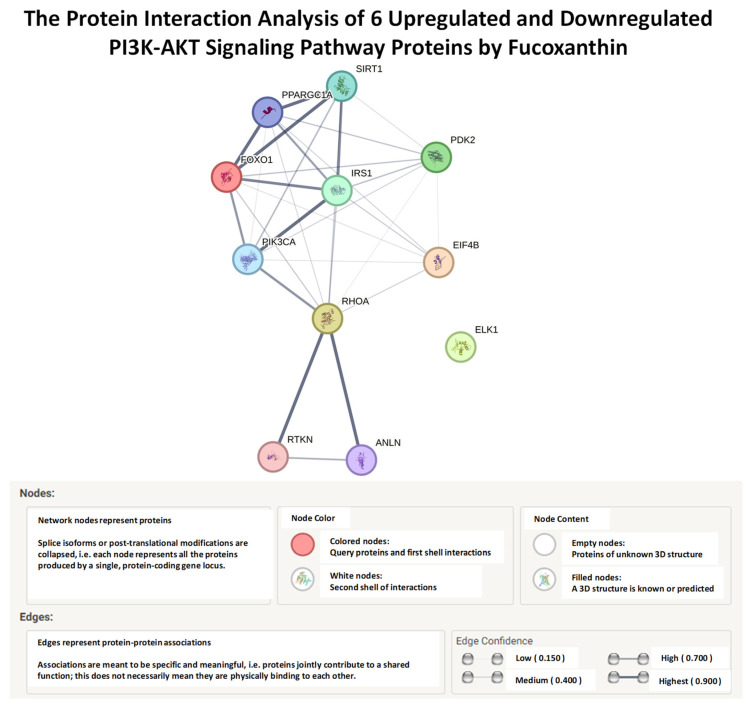 The Protein Interaction Analysis of 6 Upregulated and Downregulated
PI3K-AKT Signaling Pathway Proteins by Fucoxanthin
SIRT1
PPARGC1A
PDK2
FOXO1
IRS1
PIK3CA
EIF4B
RHOA
ELK1
RTKN
ANLN
Nodes:
Network nodes represent proteins
Splice isoforms or post-translational modifications are
collapsed, i.e. each node represents all the proteins
produced by a single, protein-coding gene locus.
Node Color
Colored nodes:
Query proteins and first shell interactions
White nodes:
Second shell of interactions
Node Content
Empty nodes:
Proteins of unknown 3D structure
Filled nodes:
A 3D structure is known or predicted
Edges:
Edges represent protein-protein associations
Associations are meant to be specific and meaningful, i.e. proteins jointly contribute to a shared
function; this does not necessarily mean they are physically binding to each other.
Edge Confidence
Low ( 0.150 )
High ( 0.700 )
Medium ( 0.400 )
Highest ( 0.900 )